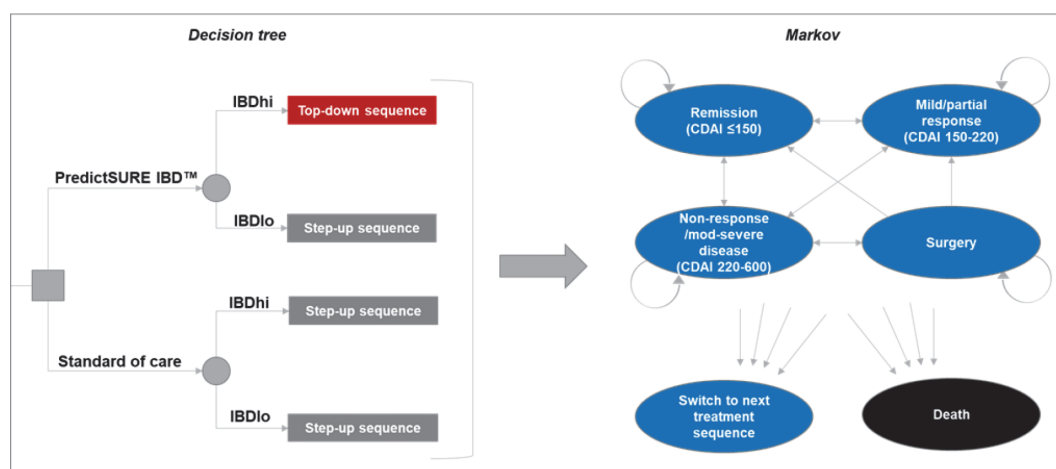 Decision tree
IBDhi
Top-down sequence
PredictSURE IBD™
IBDlo
Step-up sequence
IBDhi
Step-up sequence
Standard of care
IBDlo
Step-up sequence
Markov
Remission
(CDAI ≤150)
Mild/partial
response
(CDAI 150-220)
Non-response
/mod-severe
disease
(CDAI 220-600)
Surgery
Switch to next
treatment
sequence
Death